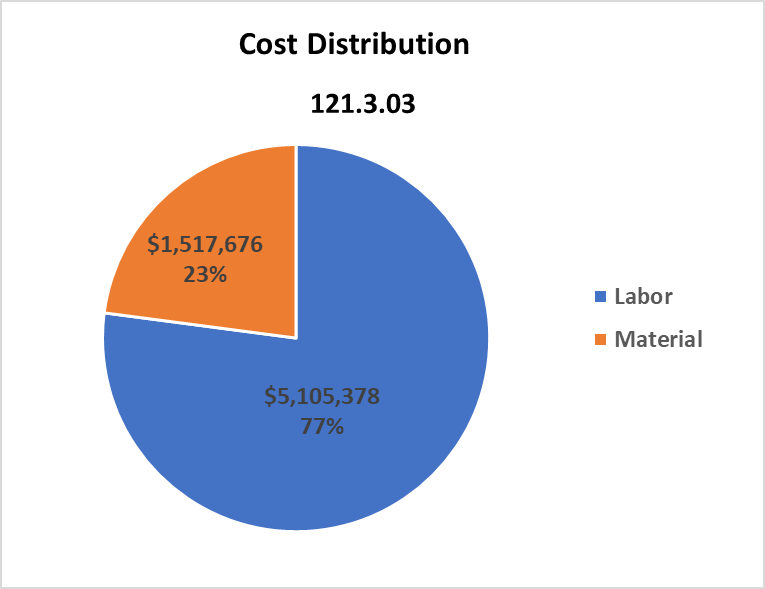 Cost Distribution
121.3.03
$1,517,676
23%
$5,105,378
77%
Labor
Material